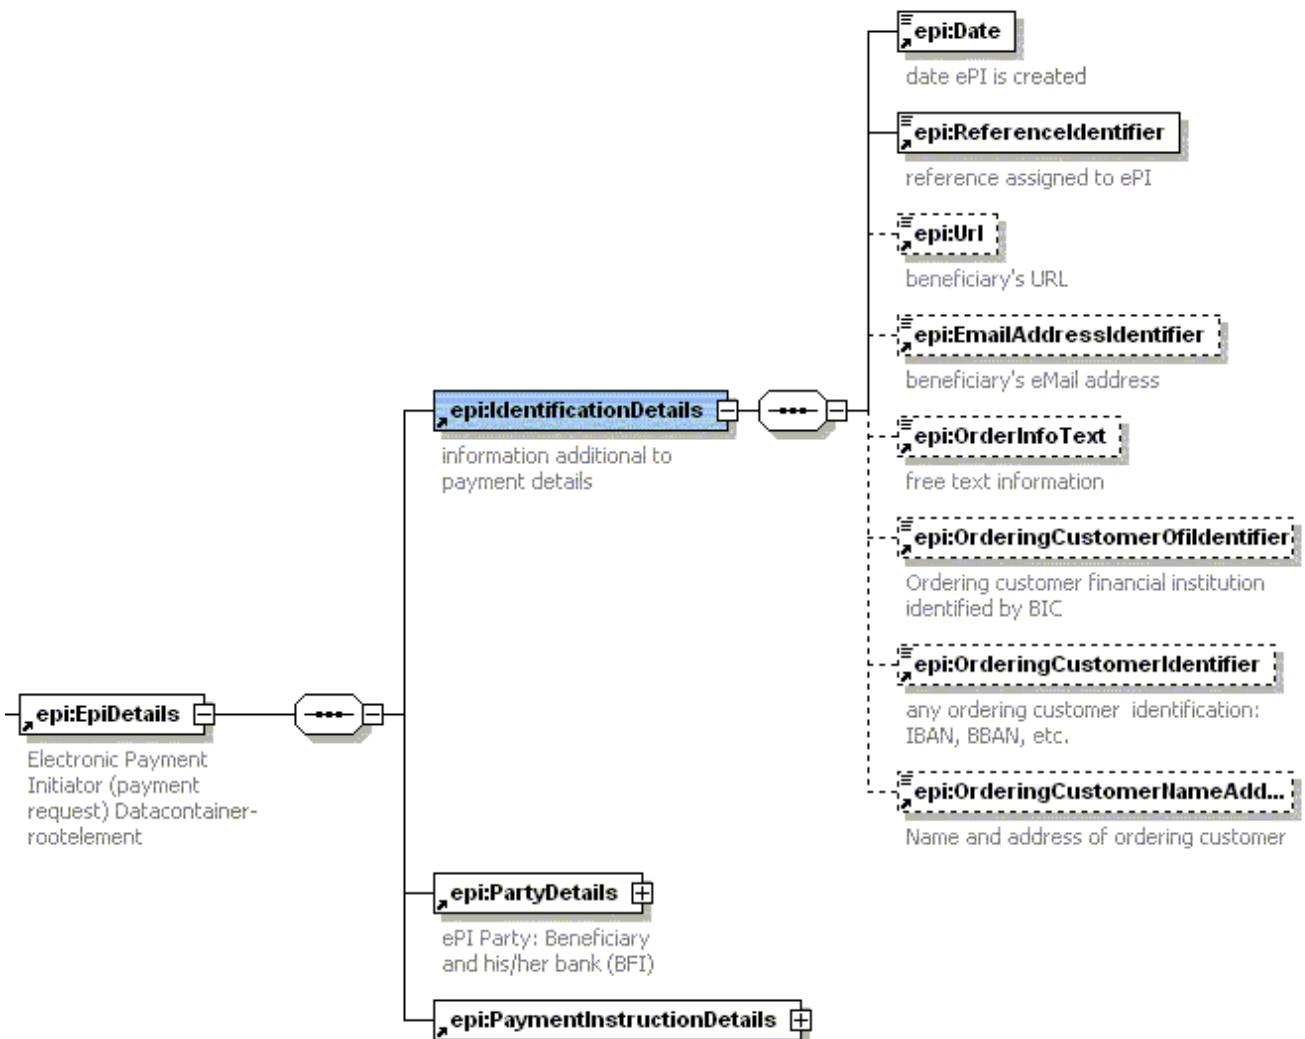 epi:Date
date ePI is created
epi:ReferenceIdentifier
reference assigned to ePI
epi:Url
beneficiary's URL
epi:EmailAddressIdentifier
beneficiary's eMail address
epi:IdentificationDetails
information additional to
payment details
epi:OrderInfoText
free text information
epi:OrderingCustomerOfiIdentifier
Ordering customer financial institution
identified by BIC
epi:OrderingCustomerIdentifier
any ordering customer identification:
IBAN, BBAN, etc.
epi:EpiDetails
Electronic Payment
Initiator (payment
request) Datacontainer-
rootelement
epi:OrderingCustomerNameAdd...
Name and address of ordering customer
epi:PartyDetails
ePI Party: Beneficiary
and his/her bank (BFI)
epi:PaymentInstructionDetails